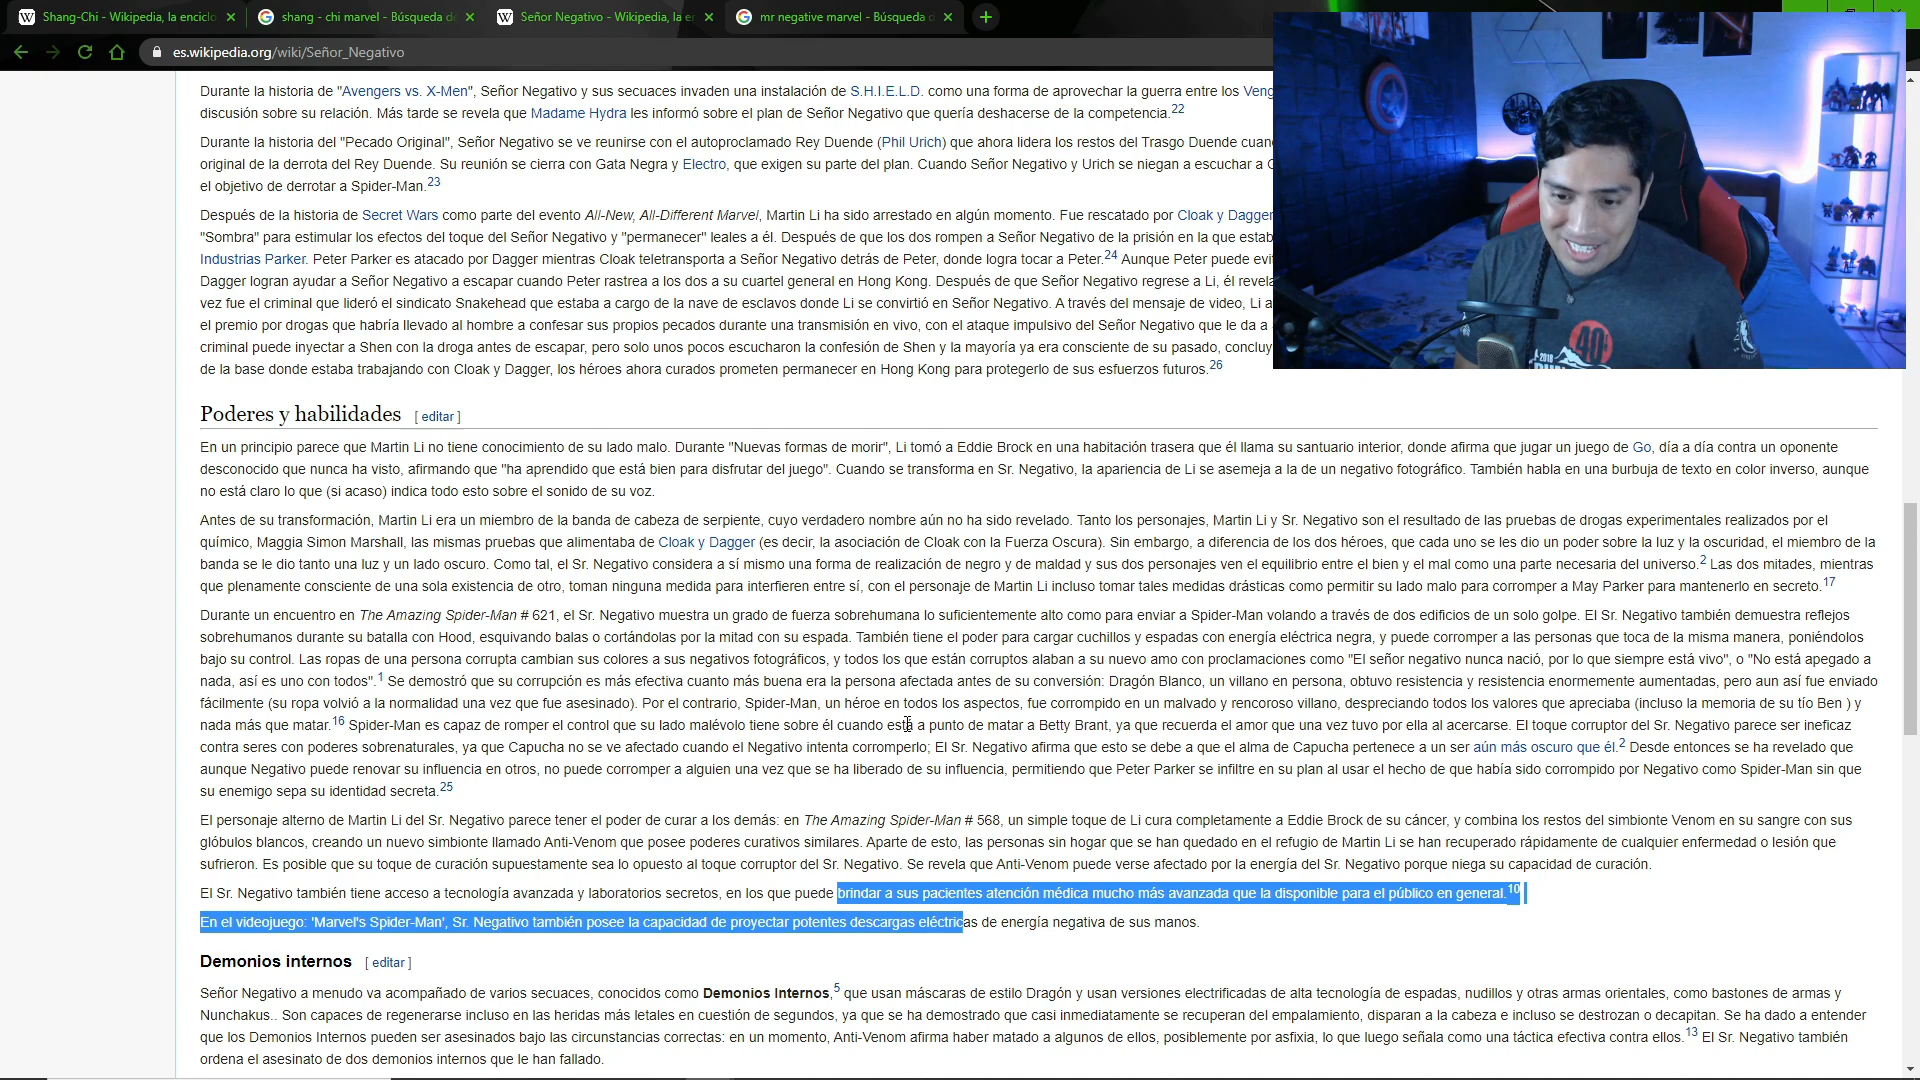 Shang-Chi - Wikipedia, la enciclo
shang - chi marvel - Búsqueda d
Señor Negativo - Wikipedia, la en
mr negative marvel - Búsqueda d
es.wikipedia.org/wiki/Señor_Negativo
Durante la historia de "Avengers vs. X-Men", Señor Negativo y sus secuaces invaden una instalación de S.H.I.E.L.D. como una forma de aprovechar la guerra entre los Veng
discusión sobre su relación. Más tarde se revela que Madame Hydra les informó sobre el plan de Señor Negativo que quería deshacerse de la competencia.22
Durante la historia del "Pecado Original", Señor Negativo se ve reunirse con el autoproclamado Rey Duende (Phil Urich) que ahora lidera los restos del Trasgo Duende cuan
original de la derrota del Rey Duende. Su reunión se cierra con Gata Negra y Electro, que exigen su parte del plan. Cuando Señor Negativo y Urich se niegan a escuchar a
el objetivo de derrotar a Spider-Man.23
Después de la historia de Secret Wars como parte del evento All-New, All-Different Marvel, Martin Li ha sido arrestado en algún momento. Fue rescatado por Cloak y Dagger
"Sombra" para estimular los efectos del toque del Señor Negativo y "permanecer" leales a él. Después de que los dos rompen a Señor Negativo de la prisión en la que estab
Industrias Parker. Peter Parker es atacado por Dagger mientras Cloak teletransporta a Señor Negativo detrás de Peter, donde logra tocar a Peter.24 Aunque Peter puede evi
Dagger logran ayudar a Señor Negativo a escapar cuando Peter rastrea a los dos a su cuartel general en Hong Kong. Después de que Señor Negativo regrese a Li, él revela
vez fue el criminal que lideró el sindicato Snakehead que estaba a cargo de la nave de esclavos donde Li se convirtió en Señor Negativo. A través del mensaje de video, Li a
el premio por drogas que habría llevado al hombre a confesar sus propios pecados durante una transmisión en vivo, con el ataque impulsivo del Señor Negativo que le da a
criminal puede inyectar a Shen con la droga antes de escapar, pero solo unos pocos escucharon la confesión de Shen y la mayoría ya era consciente de su pasado, concluy
de la base donde estaba trabajando con Cloak y Dagger, los héroes ahora curados prometen permanecer en Hong Kong para protegerlo de sus esfuerzos futuros.26
Poderes y habilidades [ editar ]
En un principio parece que Martin Li no tiene conocimiento de su lado malo. Durante "Nuevas formas de morir", Li tomó a Eddie Brock en una habitación trasera que él llama su santuario interior, donde afirma que jugar un juego de Go, día a día contra un oponente
desconocido que nunca ha visto, afirmando que "ha aprendido que está bien para disfrutar del juego". Cuando se transforma en Sr. Negativo, la apariencia de Li se asemeja a la de un negativo fotográfico. También habla en una burbuja de texto en color inverso, aunque
no está claro lo que (si acaso) indica todo esto sobre el sonido de su voz.
Antes de su transformación, Martin Li era un miembro de la banda de cabeza de serpiente, cuyo verdadero nombre aún no ha sido revelado. Tanto los personajes, Martin Li y Sr. Negativo son el resultado de las pruebas de drogas experimentales realizados por el
químico, Maggia Simon Marshall, las mismas pruebas que alimentaba de Cloak y Dagger (es decir, la asociación de Cloak con la Fuerza Oscura). Sin embargo, a diferencia de los dos héroes, que cada uno se les dio un poder sobre la luz y la oscuridad, el miembro de la
banda se le dio tanto una luz y un lado oscuro. Como tal, el Sr. Negativo considera a sí mismo una forma de realización de negro y de maldad y sus dos personajes ven el equilibrio entre el bien y el mal como una parte necesaria del universo.2 Las dos mitades, mientras
que plenamente consciente de una sola existencia de otro, toman ninguna medida para interfieren entre sí, con el personaje de Martin Li incluso tomar tales medidas drásticas como permitir su lado malo para corromper a May Parker para mantenerlo en secreto.17
Durante un encuentro en The Amazing Spider-Man # 621, el Sr. Negativo muestra un grado de fuerza sobrehumana lo suficientemente alto como para enviar a Spider-Man volando a través de dos edificios de un solo golpe. El Sr. Negativo también demuestra reflejos
sobrehumanos durante su batalla con Hood, esquivando balas o cortándolas por la mitad con su espada. También tiene el poder para cargar cuchillos y espadas con energía eléctrica negra, y puede corromper a las personas que toca de la misma manera, poniéndolos
bajo su control. Las ropas de una persona corrupta cambian sus colores a sus negativos fotográficos, y todos los que están corruptos alaban a su nuevo amo con proclamaciones como "El señor negativo nunca nació, por lo que siempre está vivo", o "No está apegado a
nada, así es uno con todos".1 Se demostró que su corrupción es más efectiva cuanto más buena era la persona afectada antes de su conversión: Dragón Blanco, un villano en persona, obtuvo resistencia y resistencia enormemente aumentadas, pero aun así fue enviado
fácilmente (su ropa volvió a la normalidad una vez que fue asesinado). Por el contrario, Spider-Man, un héroe en todos los aspectos, fue corrompido en un malvado y rencoroso villano, despreciando todos los valores que apreciaba (incluso la memoria de su tío Ben ) y
nada más que matar.16 Spider-Man es capaz de romper el control que su lado malévolo tiene sobre él cuando está a punto de matar a Betty Brant, ya que recuerda el amor que una vez tuvo por ella al acercarse. El toque corruptor del Sr. Negativo parece ser ineficaz
contra seres con poderes sobrenaturales, ya que Capucha no se ve afectado cuando el Negativo intenta corromperlo; El Sr. Negativo afirma que esto se debe a que el alma de Capucha pertenece a un ser aún más oscuro que él.2 Desde entonces se ha revelado que
aunque Negativo puede renovar su influencia en otros, no puede corromper a alguien una vez que se ha liberado de su influencia, permitiendo que Peter Parker se infiltre en su plan al usar el hecho de que había sido corrompido por Negativo como Spider-Man sin que
su enemigo sepa su identidad secreta.25
El personaje alterno de Martin Li del Sr. Negativo parece tener el poder de curar a los demás: en The Amazing Spider-Man # 568, un simple toque de Li cura completamente a Eddie Brock de su cáncer, y combina los restos del simbionte Venom en su sangre con sus
glóbulos blancos, creando un nuevo simbionte llamado Anti-Venom que posee poderes curativos similares. Aparte de esto, las personas sin hogar que se han quedado en el refugio de Martin Li se han recuperado rápidamente de cualquier enfermedad o lesión que
sufrieron. Es posible que su toque de curación supuestamente sea lo opuesto al toque corruptor del Sr. Negativo. Se revela que Anti-Venom puede verse afectado por la energía del Sr. Negativo porque niega su capacidad de curación.
El Sr. Negativo también tiene acceso a tecnología avanzada y laboratorios secretos, en los que puede brindar a sus pacientes atención médica mucho más avanzada que la disponible para el público en general.10
En el videojuego: 'Marvel's Spider-Man', Sr. Negativo también posee la capacidad de proyectar potentes descargas eléctricas de energía negativa de sus manos.
Demonios internos [ editar ]
Señor Negativo a menudo va acompañado de varios secuaces, conocidos como Demonios Internos,5 que usan máscaras de estilo Dragón y usan versiones electrificadas de alta tecnología de espadas, nudillos y otras armas orientales, como bastones de armas y
Nunchakus.. Son capaces de regenerarse incluso en las heridas más letales en cuestión de segundos, ya que se ha demostrado que casi inmediatamente se recuperan del empalamiento, disparan a la cabeza e incluso se destrozan o decapitan. Se ha dado a entender
que los Demonios Internos pueden ser asesinados bajo las circunstancias correctas: en un momento, Anti-Venom afirma haber matado a algunos de ellos, posiblemente por asfixia, lo que luego señala como una táctica efectiva contra ellos.13 El Sr. Negativo también
ordena el asesinato de dos demonios internos que le han fallado.
40
2018